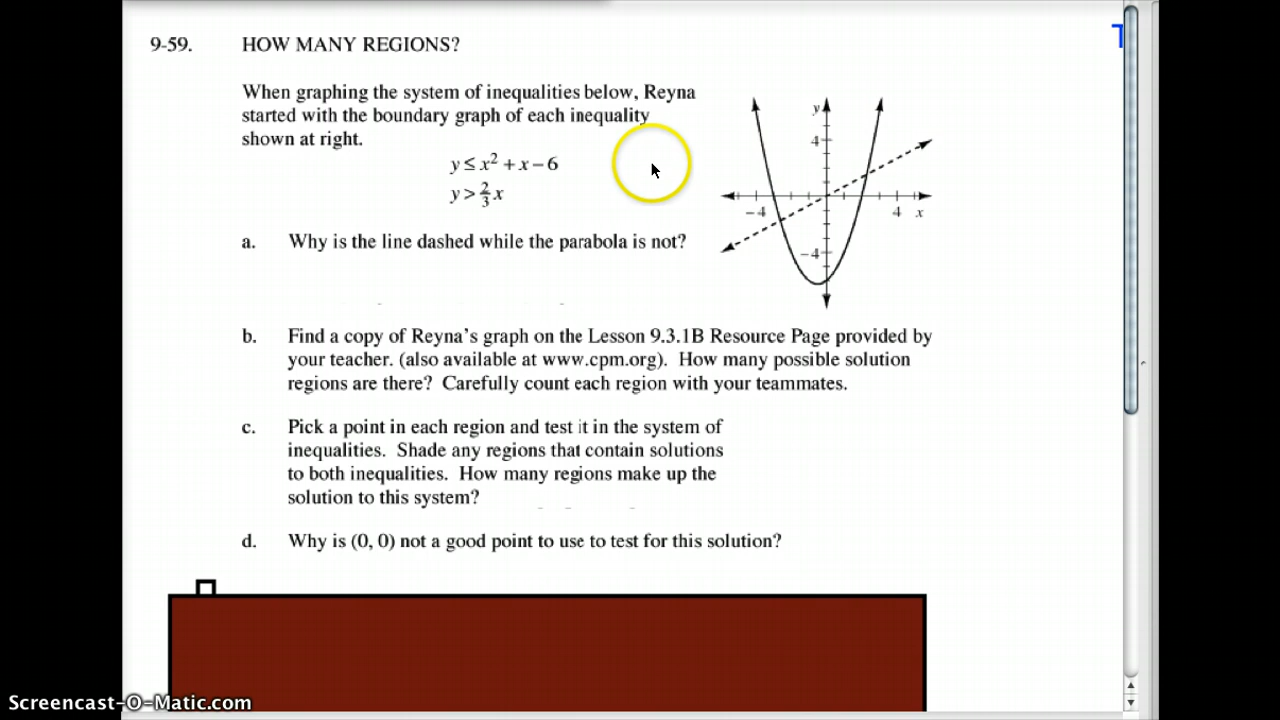 9-59. HOW MANY REGIONS?
When graphing the system of inequalities below, Reyna
started with the boundary graph of each inequality
shown at right.
y ≤ x² + x − 6
y > 2/3 x
y
4
−4
4
x
−4
a. Why is the line dashed while the parabola is not?
b. Find a copy of Reyna's graph on the Lesson 9.3.1B Resource Page provided by
your teacher. (also available at www.cpm.org). How many possible solution
regions are there? Carefully count each region with your teammates.
c. Pick a point in each region and test it in the system of
inequalities. Shade any regions that contain solutions
to both inequalities. How many regions make up the
solution to this system?
d. Why is (0, 0) not a good point to use to test for this solution?
Screencast-O-Matic.com